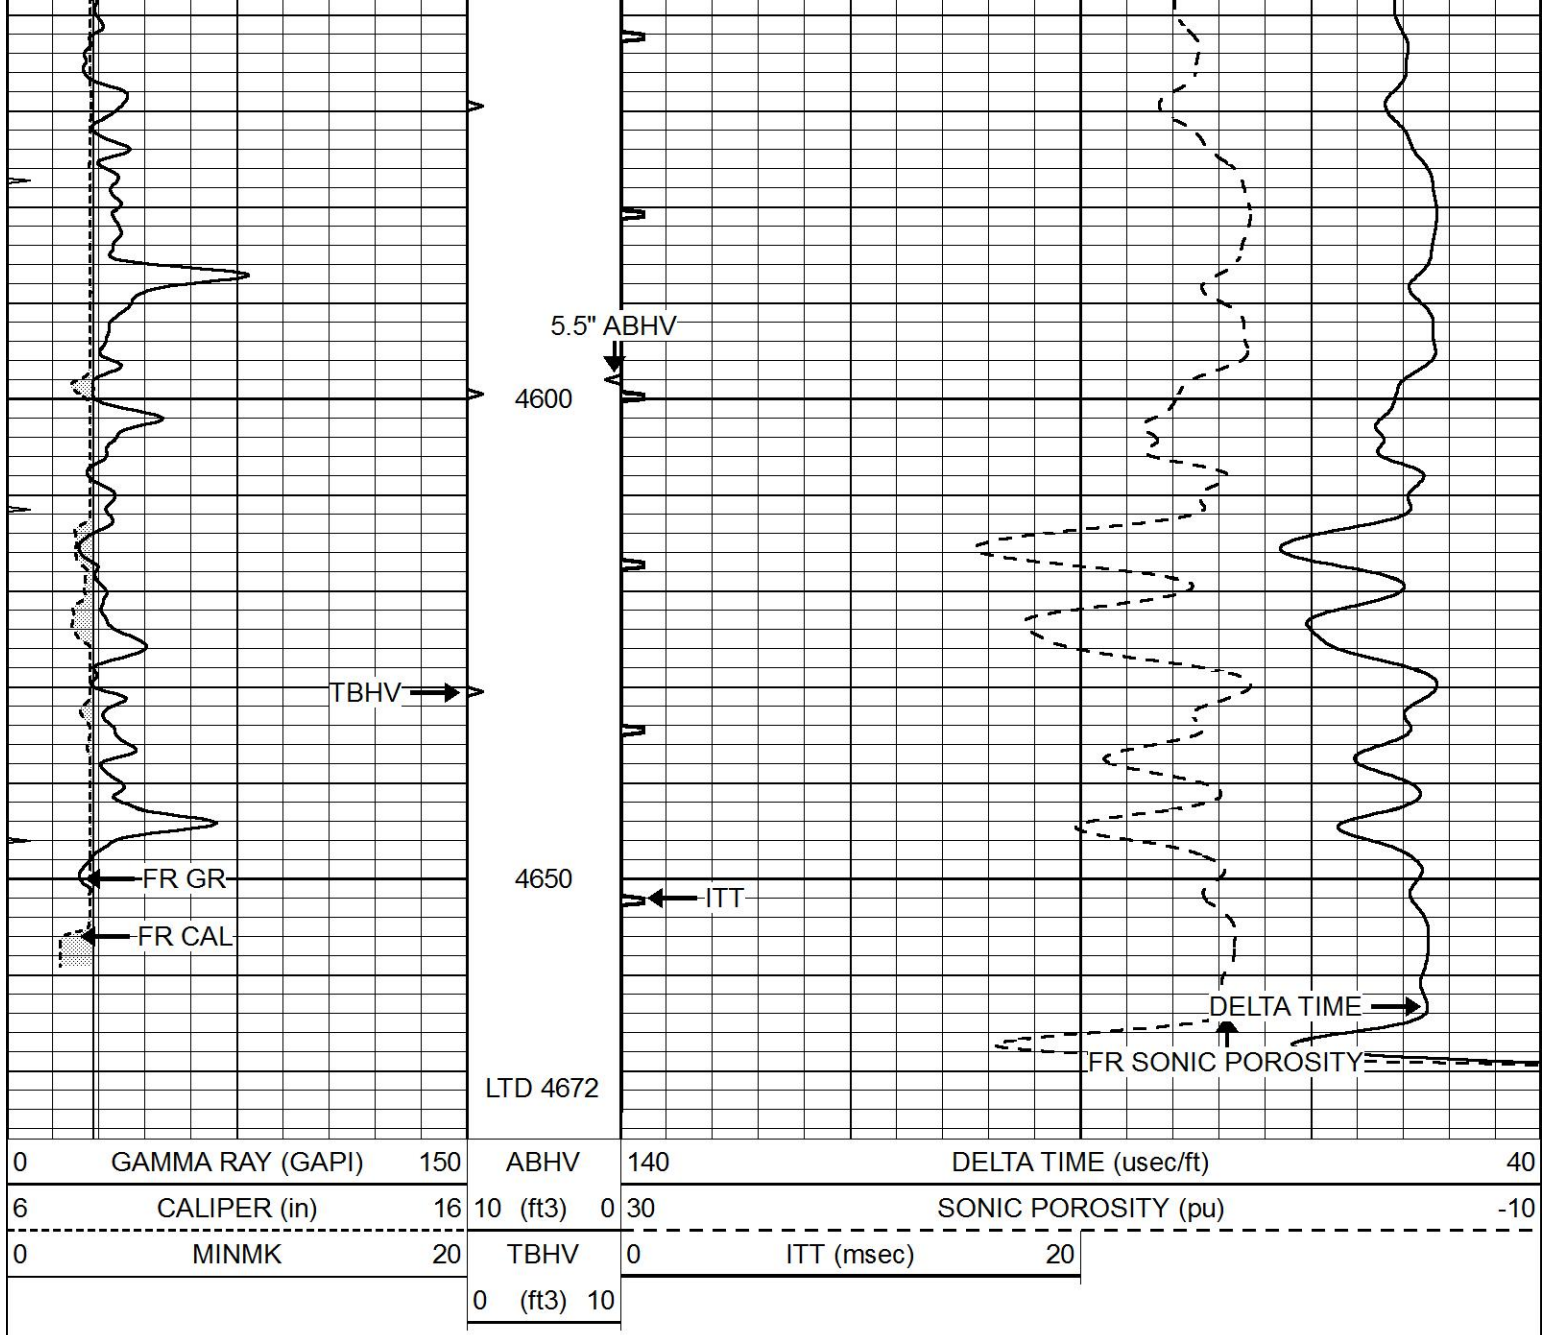 5.5" ABHV
4600
TBHV
4650
FR GR
ITT
FR CAL
DELTA TIME
FR SONIC POROSITY
LTD 4672
0 GAMMA RAY (GAPI) 150 ABHV 140 DELTA TIME (usec/ft) 40
6 CALIPER (in) 16 10 (ft3) 0 30 SONIC POROSITY (pu) -10
0 MINMK 20 TBHV 0 ITT (msec) 20
0 (ft3) 10